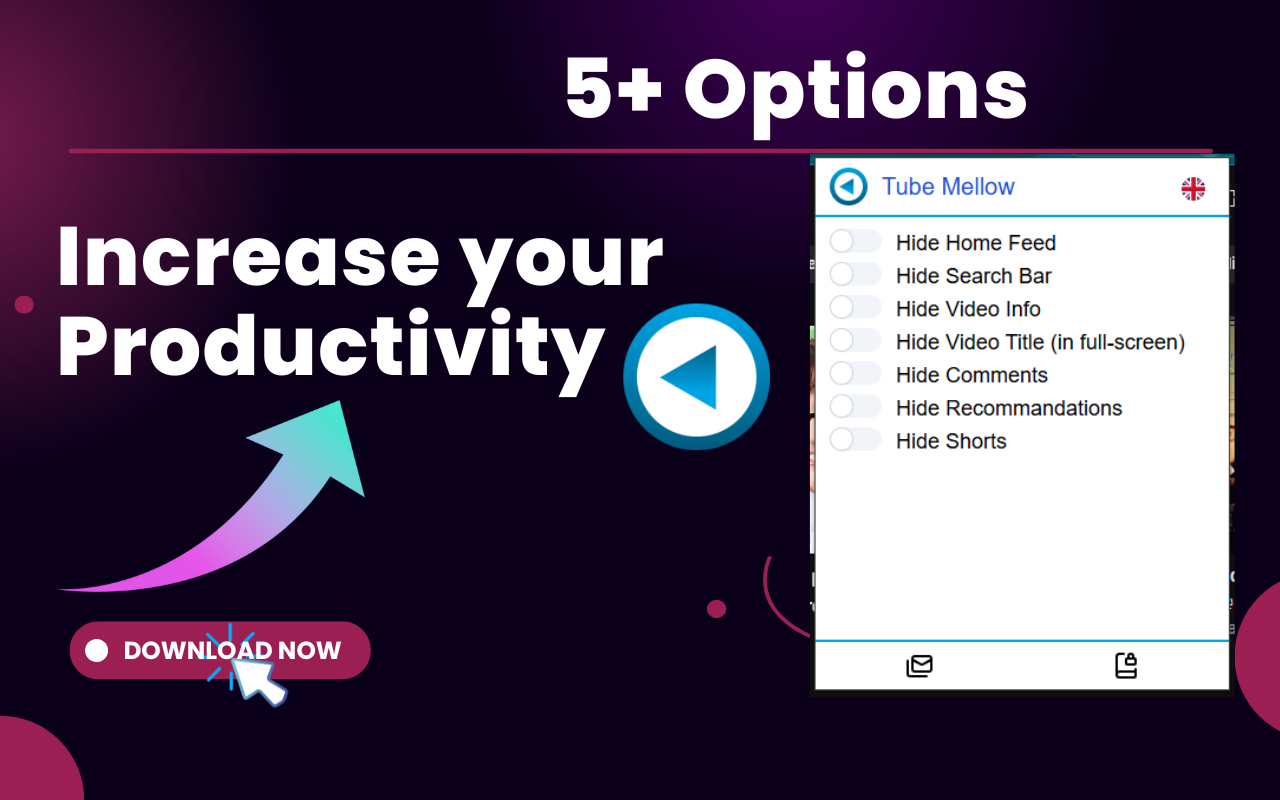 5+ Options
Increase your
Productivity
DOWNLOAD NOW
Tube Mellow
Hide Home Feed
Hide Search Bar
Hide Video Info
Hide Video Title (in full-screen)
Hide Comments
Hide Recommandations
Hide Shorts